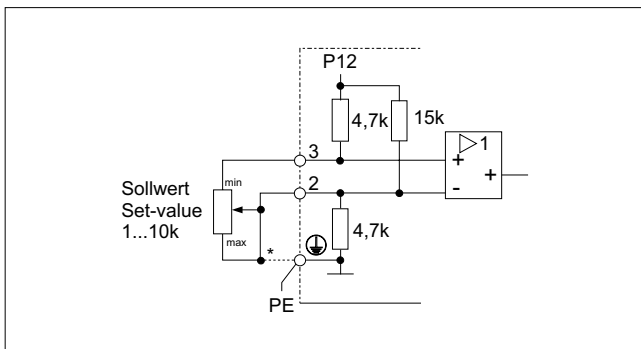 P12
4,7k
15k
1
3
+
+
-
2
Sollwert
Set-value
1...10k
min
max
*
4,7k
PE